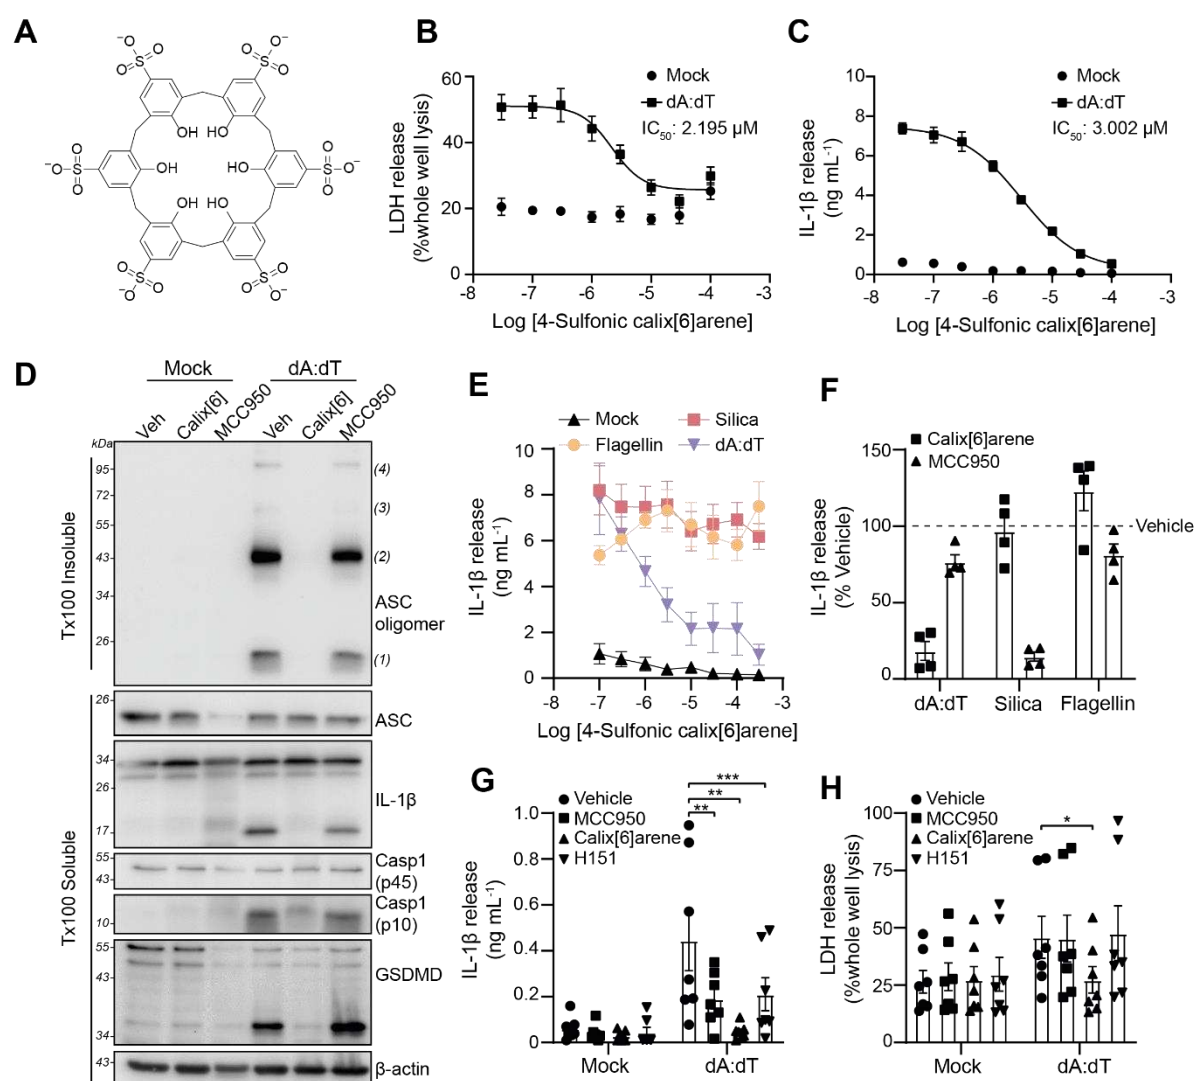 A
⁻O
O⁻
S
O
OH
HO
OH
HO
OH
HO
B
Mock
dA:dT
IC50: 2.195 µM
LDH release
(%whole well lysis)
60
40
20
0
-8
-7
-6
-5
-4
-3
Log [4-Sulfonic calix[6]arene]
C
Mock
dA:dT
IC50: 3.002 µM
IL-1β release
(ng mL-1)
10
8
6
4
2
0
-8
-7
-6
-5
-4
-3
Log [4-Sulfonic calix[6]arene]
D
Mock
dA:dT
Veh
Calix[6]
MCC950
Veh
Calix[6]
MCC950
kDa
95
72
55
43
34
26
(4)
(3)
(2)
ASC
oligomer
(1)
Tx100 Insoluble
26
ASC
34
26
17
IL-1β
55
43
Casp1
(p45)
10
Casp1
(p10)
55
43
34
GSDMD
43
β-actin
Tx100 Soluble
E
Mock
Silica
Flagellin
dA:dT
IL-1β release
(ng mL-1)
10
8
6
4
2
0
-8
-7
-6
-5
-4
-3
Log [4-Sulfonic calix[6]arene]
F
Calix[6]arene
MCC950
Vehicle
IL-1β release
(% Vehicle)
150
100
50
0
dA:dT
Silica
Flagellin
G
Vehicle
MCC950
Calix[6]arene
H151
***
**
**
IL-1β release
(ng mL-1)
1.0
0.8
0.6
0.4
0.2
0
Mock
dA:dT
H
Vehicle
MCC950
Calix[6]arene
H151
*
LDH release
(%whole well lysis)
100
75
50
25
0
Mock
dA:dT